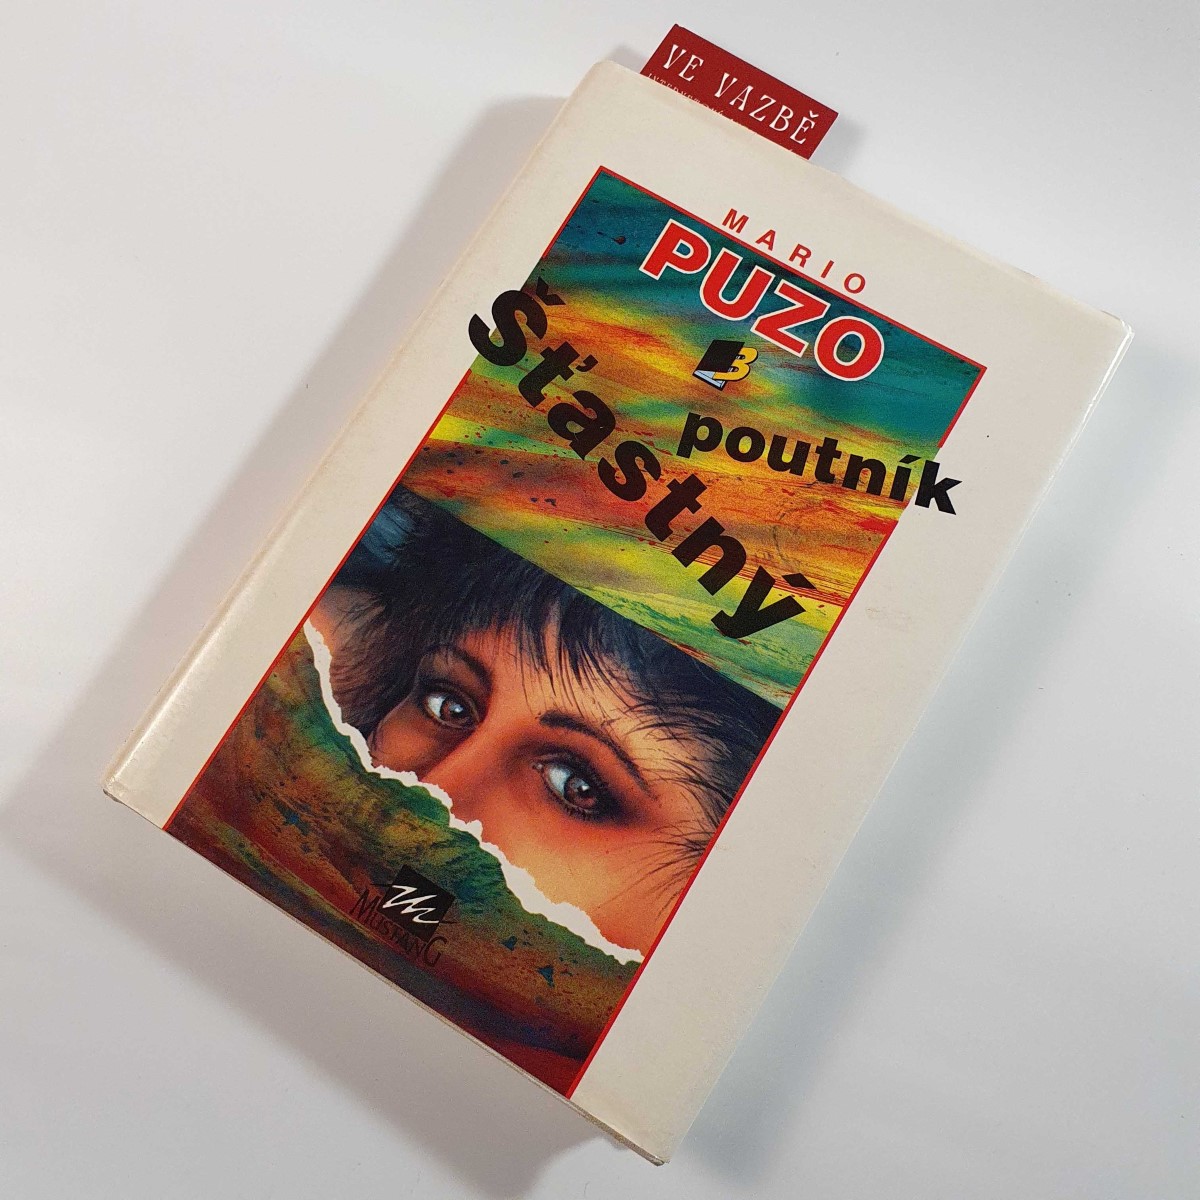 VE VAZBĚ
MARIO
PUZO
B
Šťastný
poutník
MUSTANG